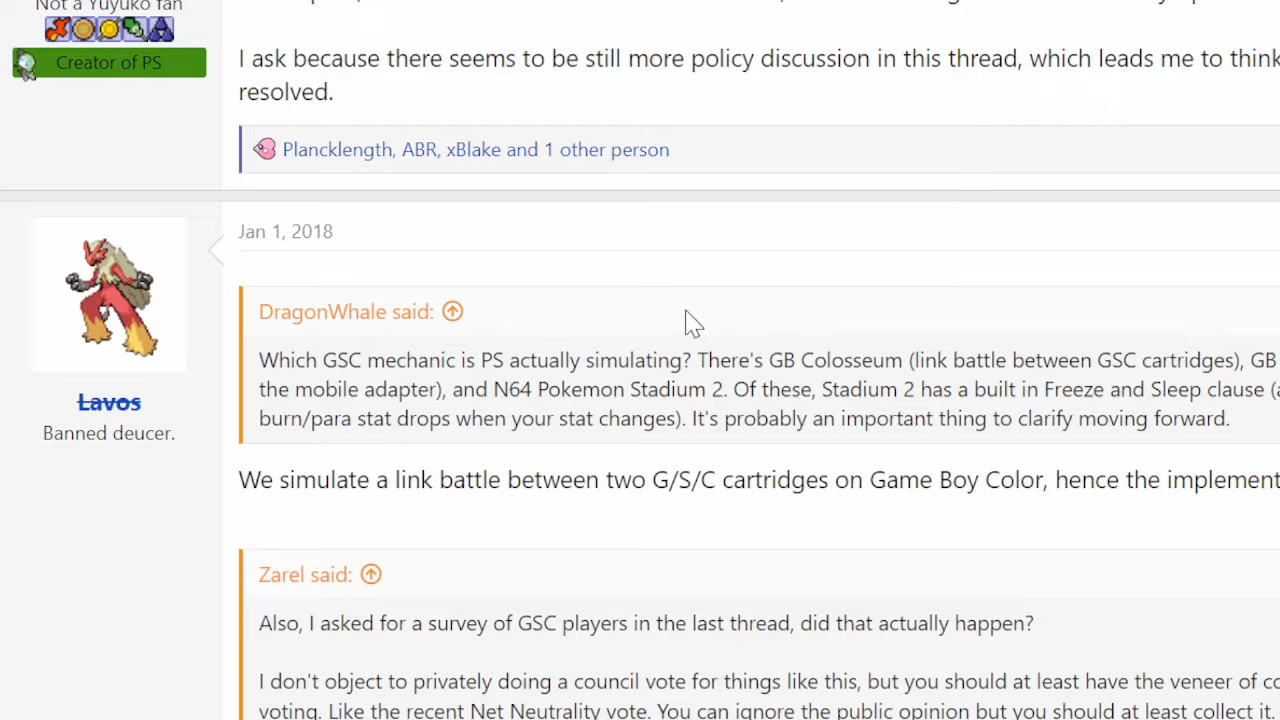 Not a Yuyuko fan
Creator of PS
I ask because there seems to be still more policy discussion in this thread, which leads me to think
resolved.
Plancklength, ABR, xBlake and 1 other person
Jan 1, 2018
DragonWhale said:
Which GSC mechanic is PS actually simulating? There's GB Colosseum (link battle between GSC cartridges), GB
the mobile adapter), and N64 Pokemon Stadium 2. Of these, Stadium 2 has a built in Freeze and Sleep clause
burn/para stat drops when your stat changes). It's probably an important thing to clarify moving forward.
Lavos
Banned deucer.
We simulate a link battle between two G/S/C cartridges on Game Boy Color, hence the
Zarel said:
Also, I asked for a survey of GSC players in the last thread, did that actually happen?
I don't object to privately doing a council vote for things like this, but you should at least have the veneer of
voting. Like the recent Net Neutrality vote. You can ignore the public opinion but you should at least collect it.